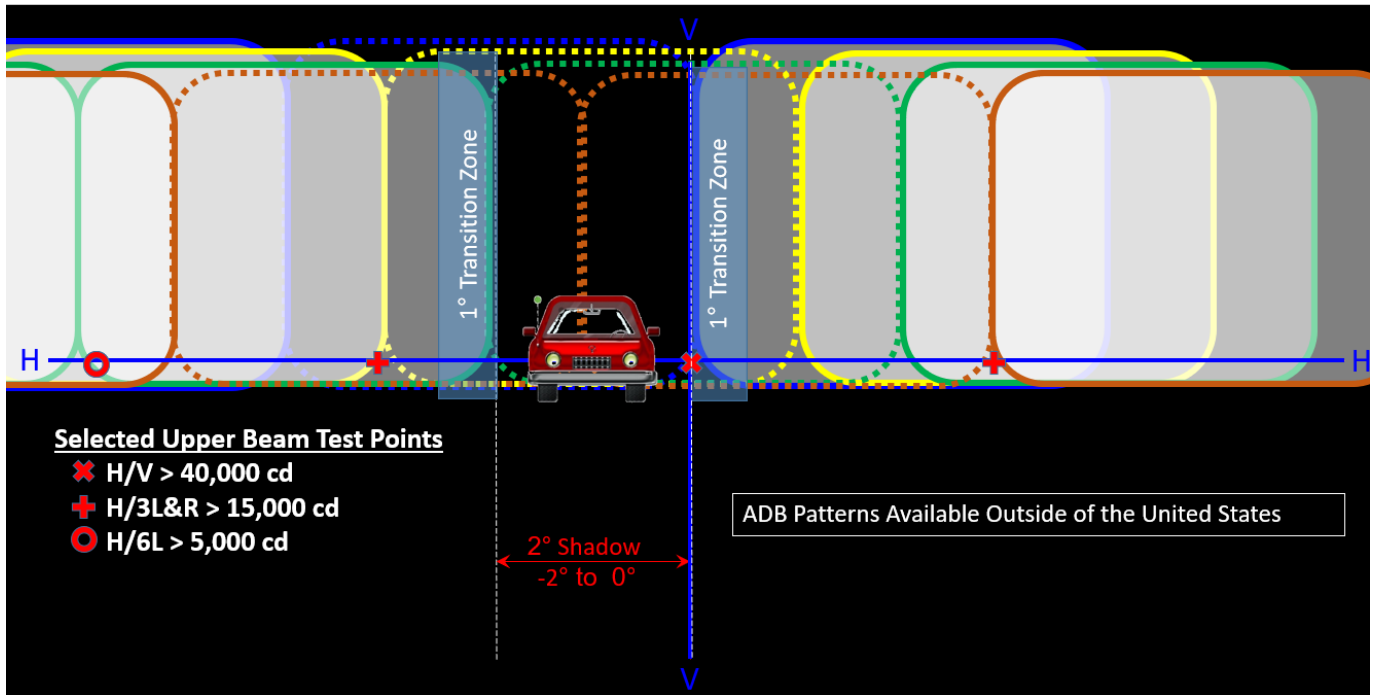 V
1° Transition Zone
1° Transition Zone
H
H
Selected Upper Beam Test Points
H/V > 40,000 cd
H/3L&R > 15,000 cd
H/6L > 5,000 cd
ADB Patterns Available Outside of the United States
2° Shadow
-2° to 0°
V